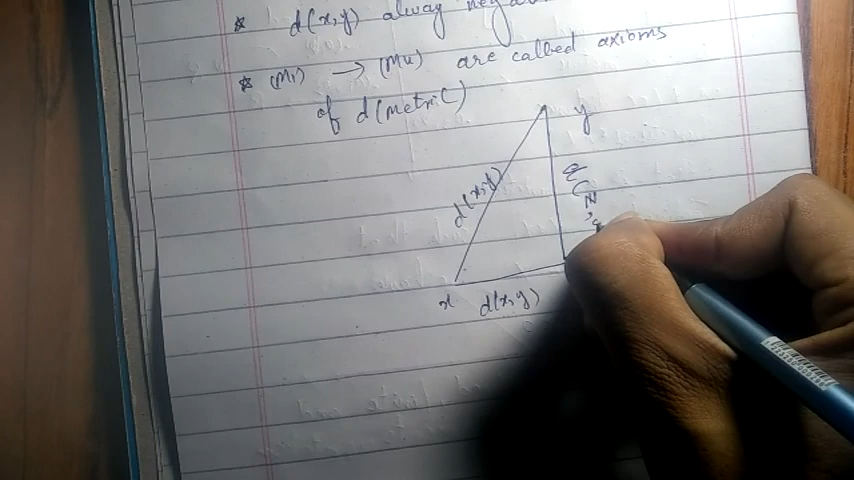 * d(x,y) alway
* (M1) → (M4) are called axioms
of d(metric)
y
d(x,y)
d(z,
x
d(x,y)